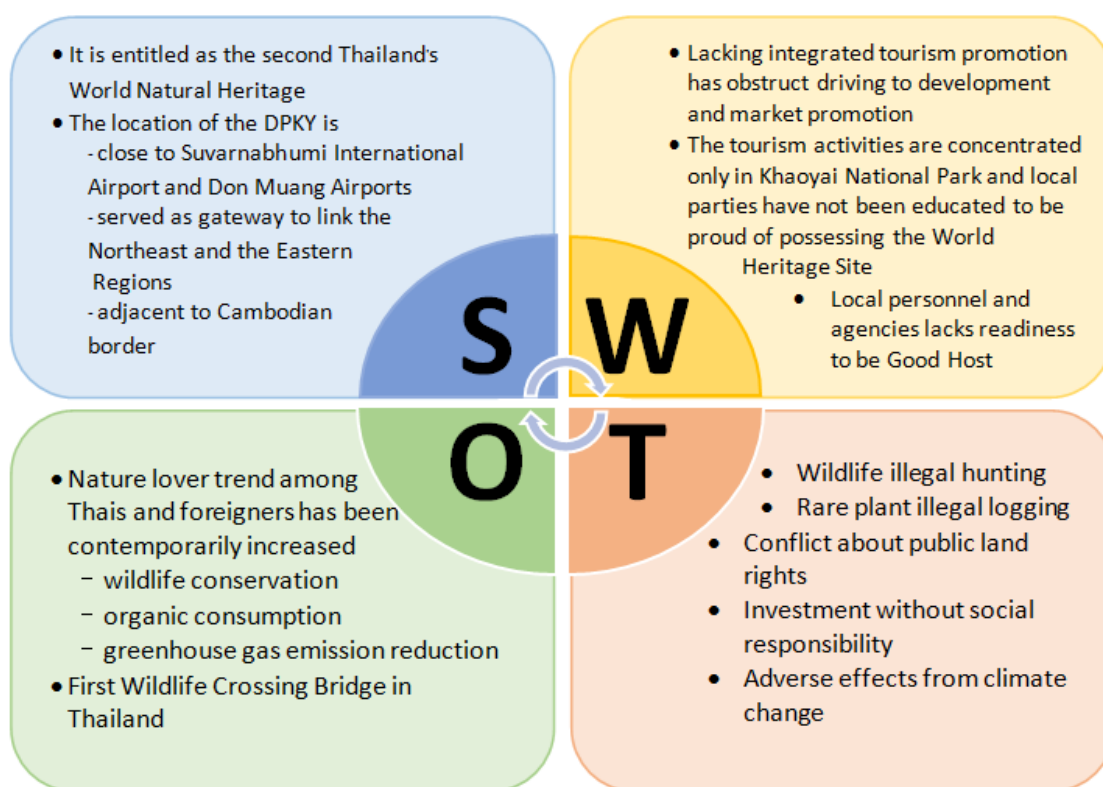 • It is entitled as the second Thailand's
World Natural Heritage
• The location of the DPKY is
- close to Suvarnabhumi International
Airport and Don Muang Airports
- served as gateway to link the
Northeast and the Eastern
Regions
- adjacent to Cambodian
border
S
• Lacking integrated tourism promotion
has obstruct driving to development
and market promotion
• The tourism activities are concentrated
only in Khaoyai National Park and local
parties have not been educated to be
proud of possessing the World
Heritage Site
• Local personnel and
agencies lacks readiness
to be Good Host
W
• Nature lover trend among
Thais and foreigners has been
contemporarily increased
– wildlife conservation
– organic consumption
– greenhouse gas emission reduction
• First Wildlife Crossing Bridge in
Thailand
O
• Wildlife illegal hunting
• Rare plant illegal logging
• Conflict about public land
rights
• Investment without social
responsibility
• Adverse effects from climate
change
T